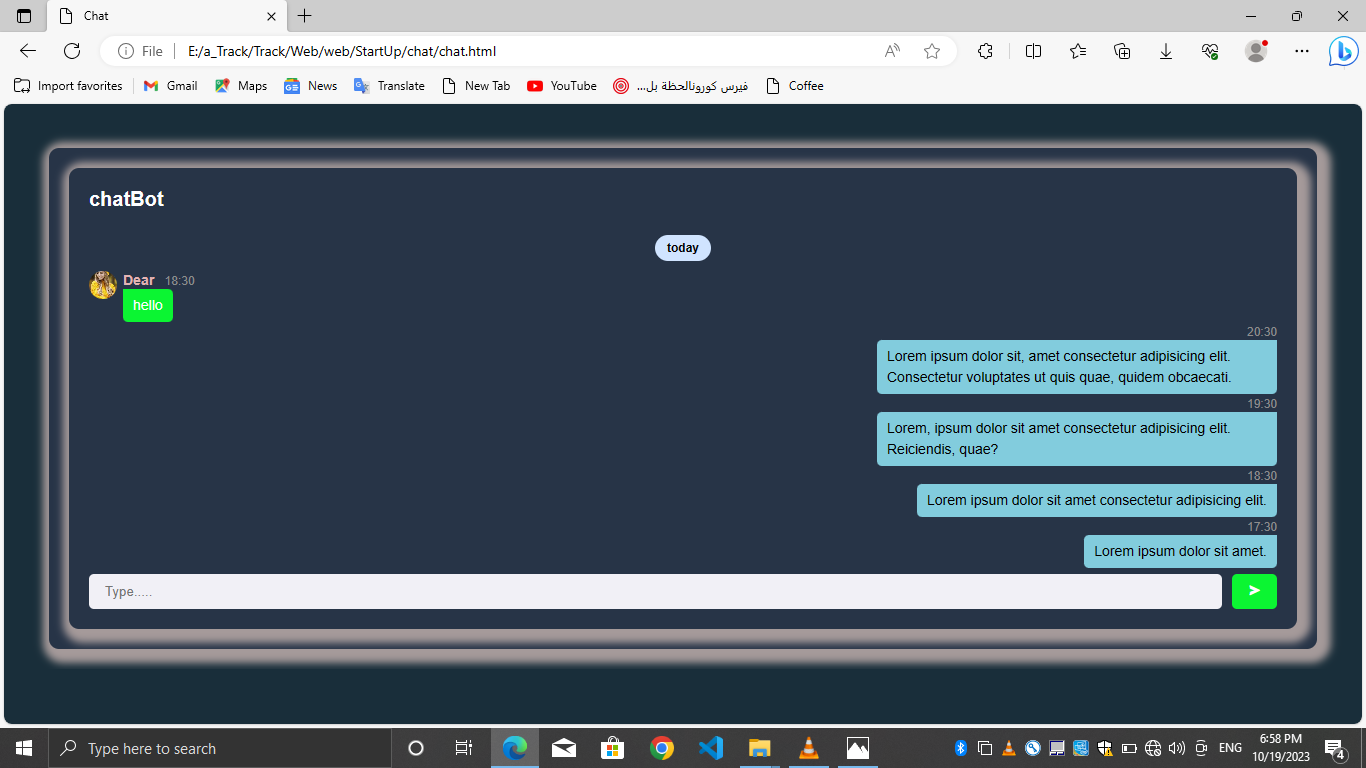 Chat
File
E:/a_Track/Track/Web/web/StartUp/chat/chat.html
Import favorites
Gmail
Maps
News
Translate
New Tab
YouTube
فيرس كورونالحظة بل...
Coffee
chatBot
today
Dear 18:30
hello
20:30
Lorem ipsum dolor sit, amet consectetur adipisicing elit.
Consectetur voluptates ut quis quae, quidem obcaecati.
19:30
Lorem, ipsum dolor sit amet consectetur adipisicing elit.
Reiciendis, quae?
18:30
Lorem ipsum dolor sit amet consectetur adipisicing elit.
17:30
Lorem ipsum dolor sit amet.
Type.....
>
Type here to search
ENG
6:58 PM
10/19/2023
4